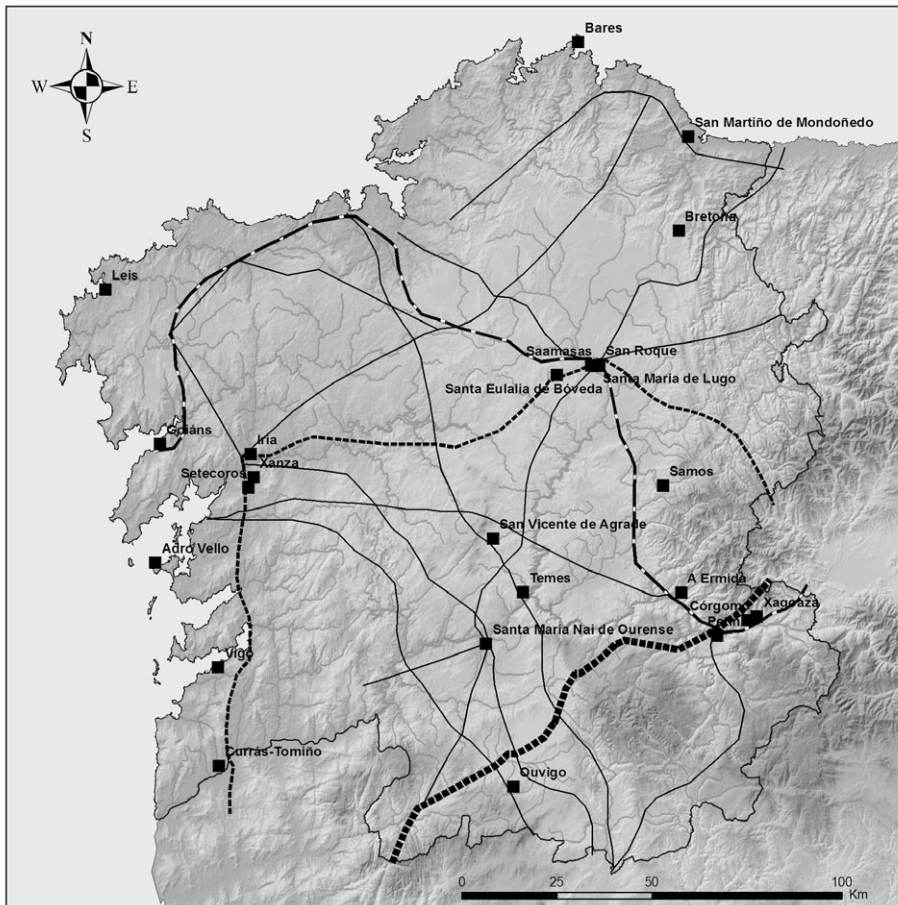 N
W E
S
Bares
San Martiño de Mondoñedo
Bretoña
Leis
Saamasas
San Roque
Santa Eulalia de Bóveda
Santa Maria de Lugo
Goiáns
Iria
Xanza
Setecoros
Samos
San Vicente de Agrade
Adro Vello
Temes
A Ermida
Córgomo
Xagoaza
Santa María Nai de Ourense
Vigo
Currás-Tomiño
Ouvigo
0 25 50 100
Km